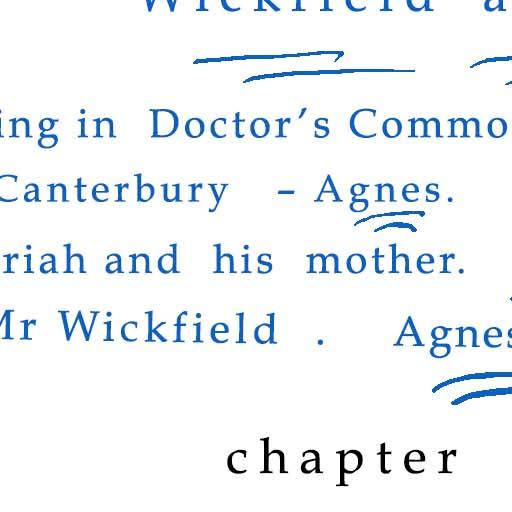 Wickfield a
ing in Doctor's Commo
Canterbury – Agnes.
riah and his mother.
Mr Wickfield . Agnes
chapter